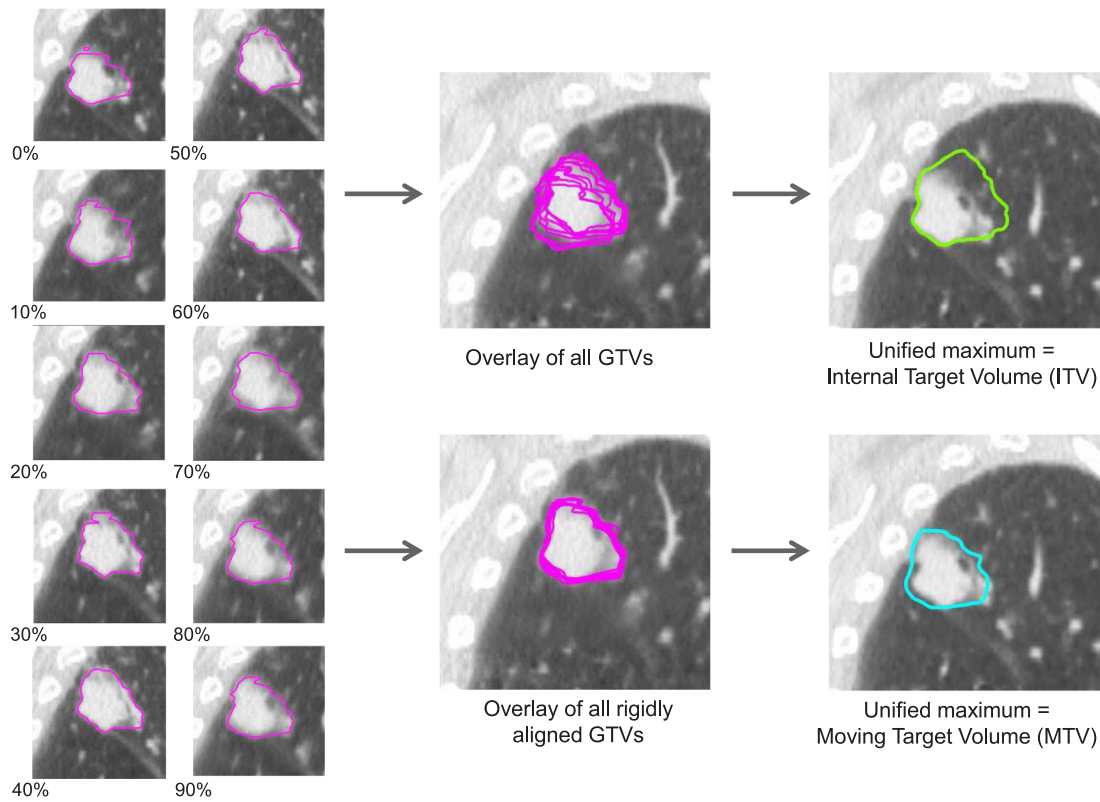 0%
50%
10%
60%
20%
70%
30%
80%
40%
90%
Overlay of all GTVs
Unified maximum =
Internal Target Volume (ITV)
Overlay of all rigidly
aligned GTVs
Unified maximum =
Moving Target Volume (MTV)